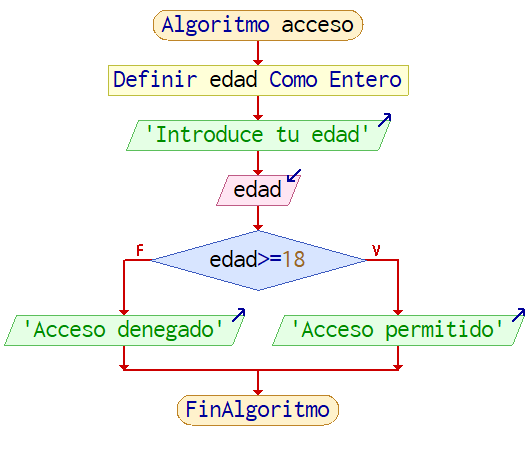 Algoritmo acceso
Definir edad Como Entero
'Introduce tu edad'
edad
F
V
edad>=18
'Acceso denegado'
'Acceso permitido'
FinAlgoritmo